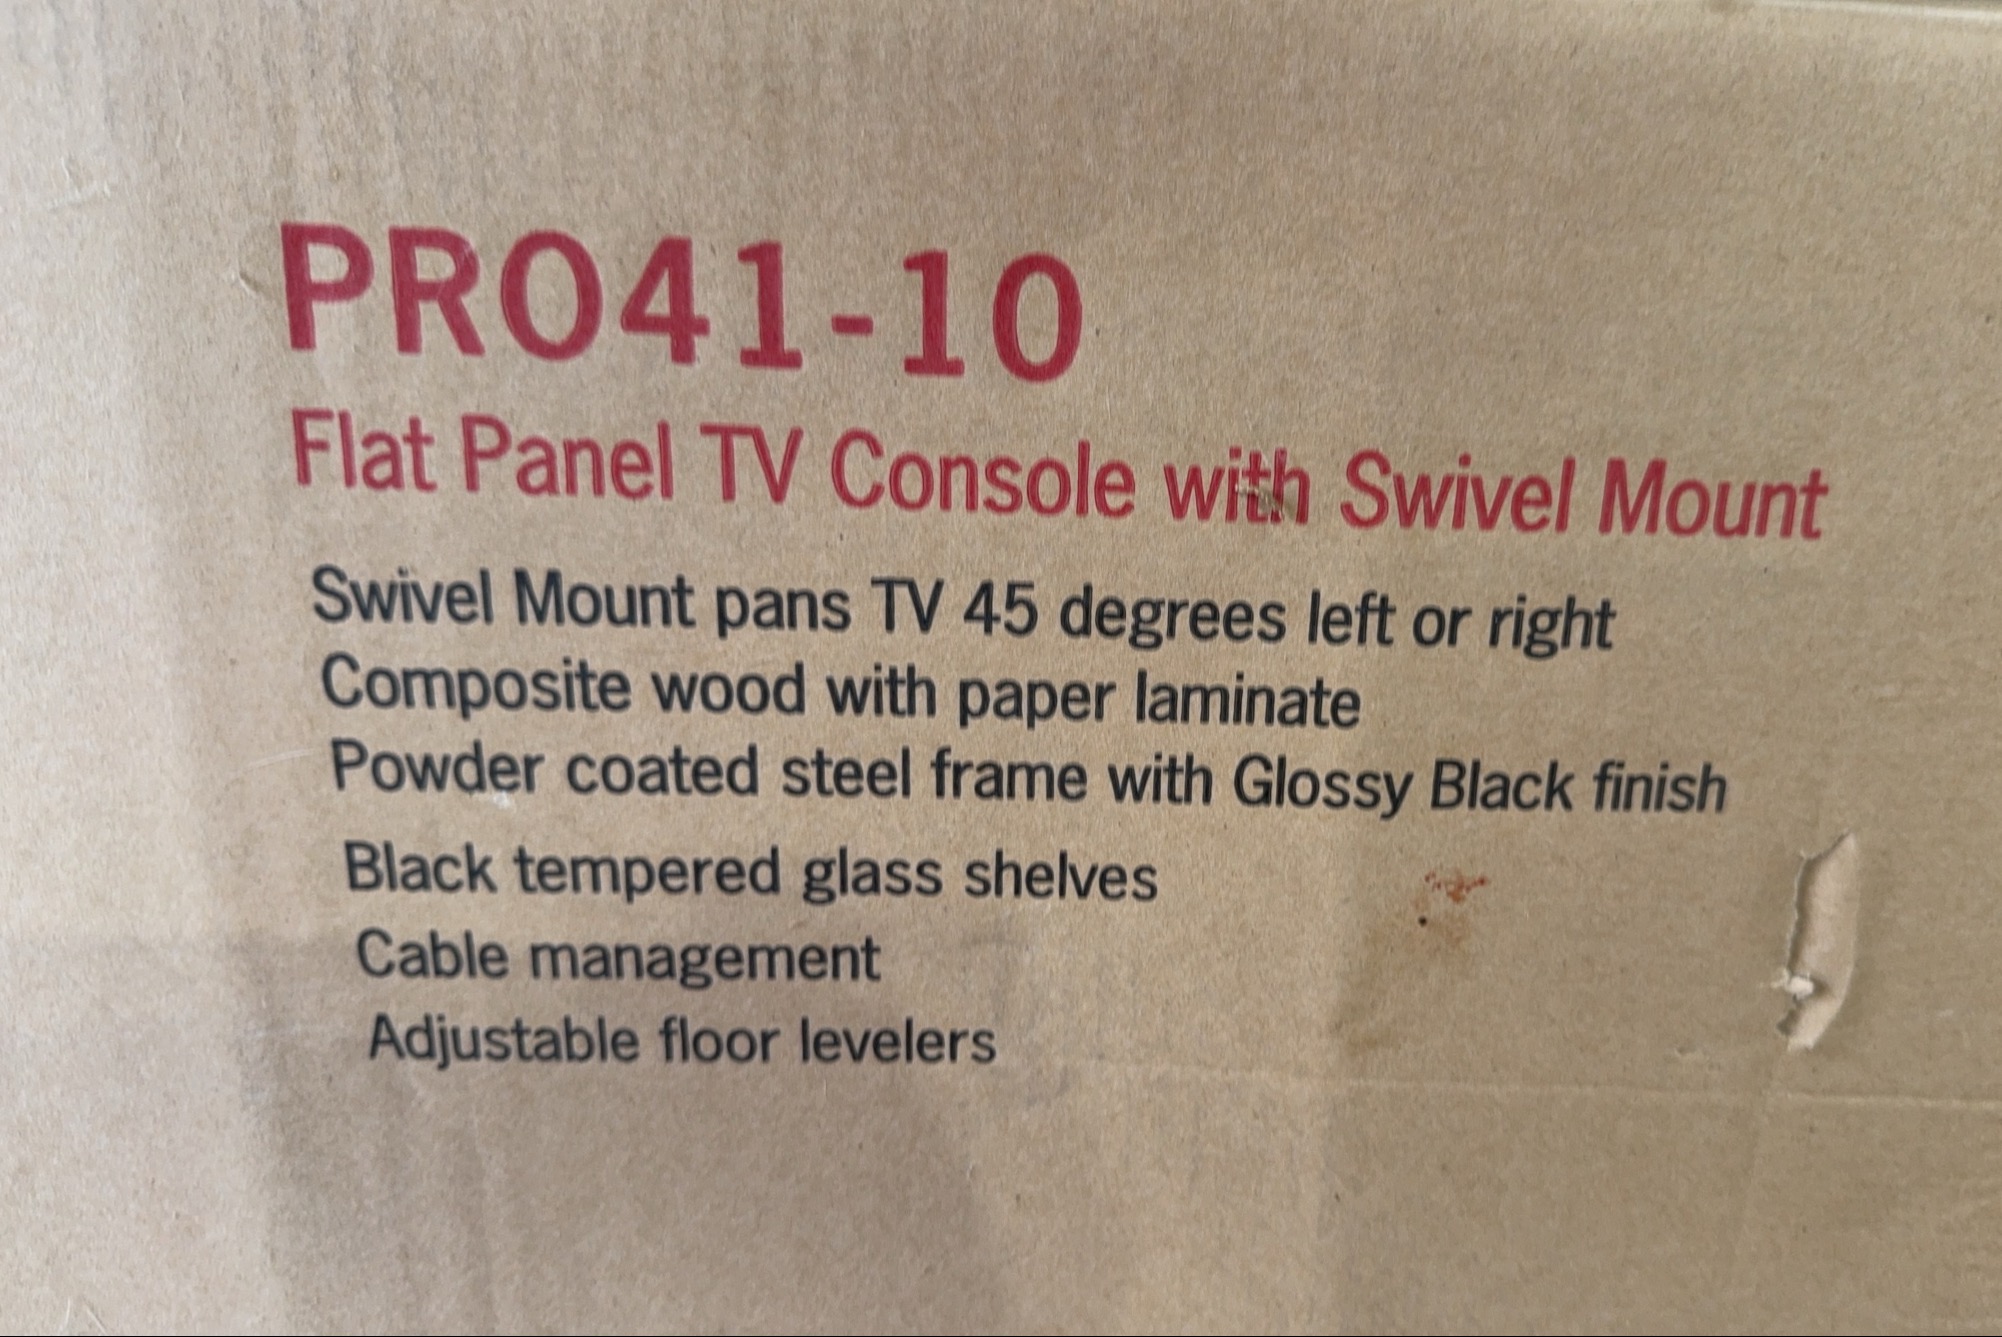 PRO41-10
Flat Panel TV Console with Swivel Mount
Swivel Mount pans TV 45 degrees left or right
Composite wood with paper laminate
Powder coated steel frame with Glossy Black finish
Black tempered glass shelves
Cable management
Adjustable floor levelers